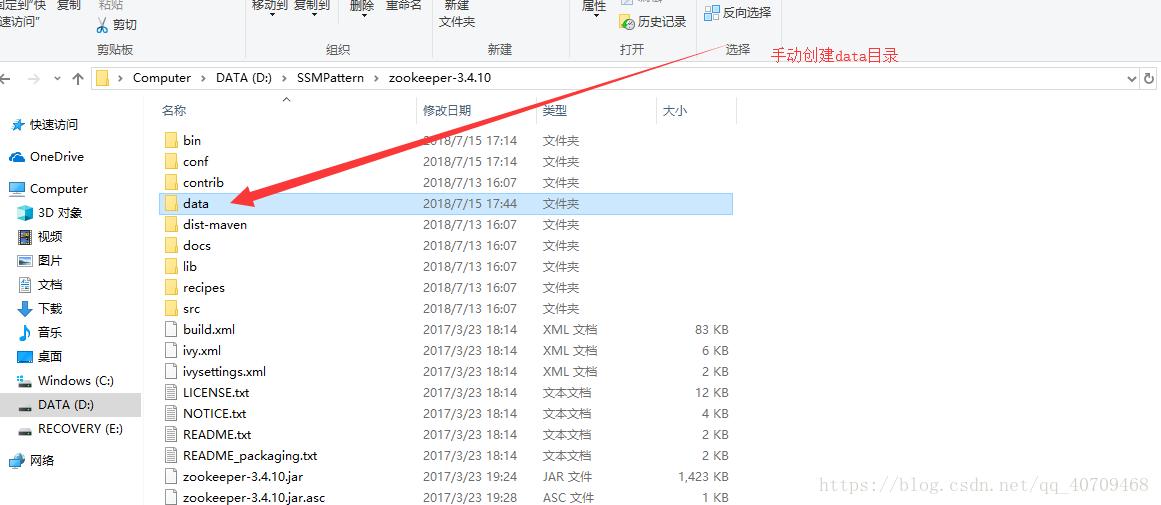 固定到"快 复制 粘贴 移动到 复制到 删除 重命名 新建 属性
速访问" 剪切 文件夹 历史记录 反向选择
剪贴板 组织 新建 打开 选择
手动创建data目录
Computer DATA (D:) SSMPattern zookeeper-3.4.10
名称 修改日期 类型 大小
快速访问
OneDrive
Computer
3D 对象
视频
图片
文档
下载
音乐
桌面
Windows (C:)
DATA (D:)
RECOVERY (E:)
网络
bin 2018/7/15 17:14 文件夹
conf 2018/7/15 17:14 文件夹
contrib 2018/7/13 16:07 文件夹
data 2018/7/15 17:44 文件夹
dist-maven 2018/7/13 16:07 文件夹
docs 2018/7/13 16:07 文件夹
lib 2018/7/13 16:07 文件夹
recipes 2018/7/13 16:07 文件夹
src 2018/7/13 16:07 文件夹
build.xml 2017/3/23 18:14 XML 文档 83 KB
ivy.xml 2017/3/23 18:14 XML 文档 6 KB
ivysettings.xml 2017/3/23 18:14 XML 文档 2 KB
LICENSE.txt 2017/3/23 18:14 文本文档 12 KB
NOTICE.txt 2017/3/23 18:14 文本文档 4 KB
README.txt 2017/3/23 18:14 文本文档 2 KB
README_packaging.txt 2017/3/23 18:14 文本文档 2 KB
zookeeper-3.4.10.jar 2017/3/23 19:24 JAR 文件 1,423 KB
zookeeper-3.4.10.jar.asc 2017/3/23 19:28 ASC 文件 1 KB
https://blog.csdn.net/qq_40709468